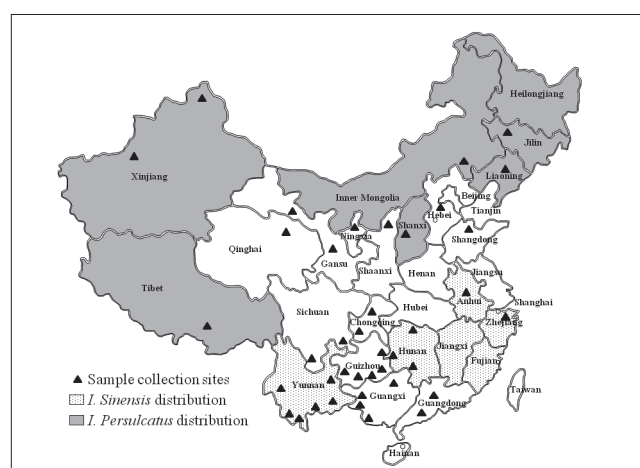 Heilongjiang
Jilin
Liaoning
Xinjiang
Inner Mongolia
Beijing
Tianjin
Hebei
Shanxi
Ningxia
Shangdong
Qinghai
Gansu
Shaanxi
Henan
Jiangsu
Tibet
Anhui
Shanghai
Sichuan
Hubei
Chongqing
Zhejiang
Hunan
Jiangxi
Guizhou
Fujian
Yunnan
Guangxi
Guangdong
Taiwan
Hainan
Sample collection sites
I. Sinensis distribution
I. Persulcatus distribution